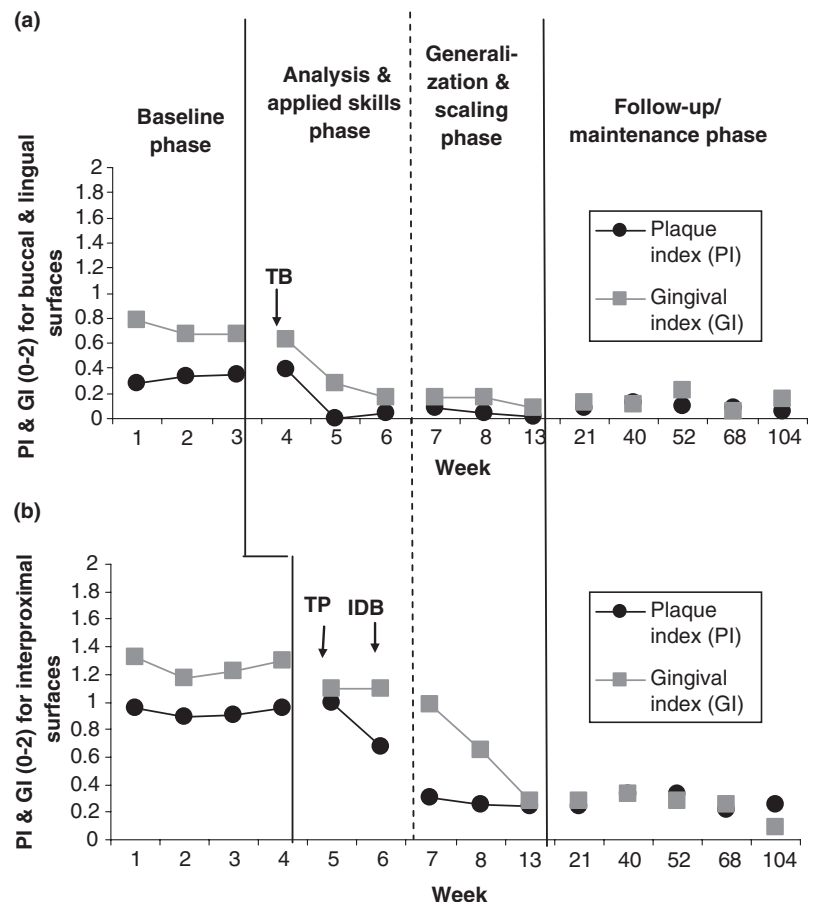 (a)
Baseline
phase
Analysis &
applied skills
phase
Generali-
zation &
scaling
phase
Follow-up/
maintenance phase
PI & GI (0-2) for buccal & lingual
surfaces
2
1.8
1.6
1.4
1.2
1
0.8
0.6
0.4
0.2
0
TB
Plaque
index (PI)
Gingival
index (GI)
1 2 3 4 5 6 7 8 13 21 40 52 68 104
Week
(b)
PI & GI (0-2) for interproximal
surfaces
2
1.8
1.6
1.4
1.2
1
0.8
0.6
0.4
0.2
0
TP IDB
Plaque
index (PI)
Gingival
index (GI)
1 2 3 4 5 6 7 8 13 21 40 52 68 104
Week